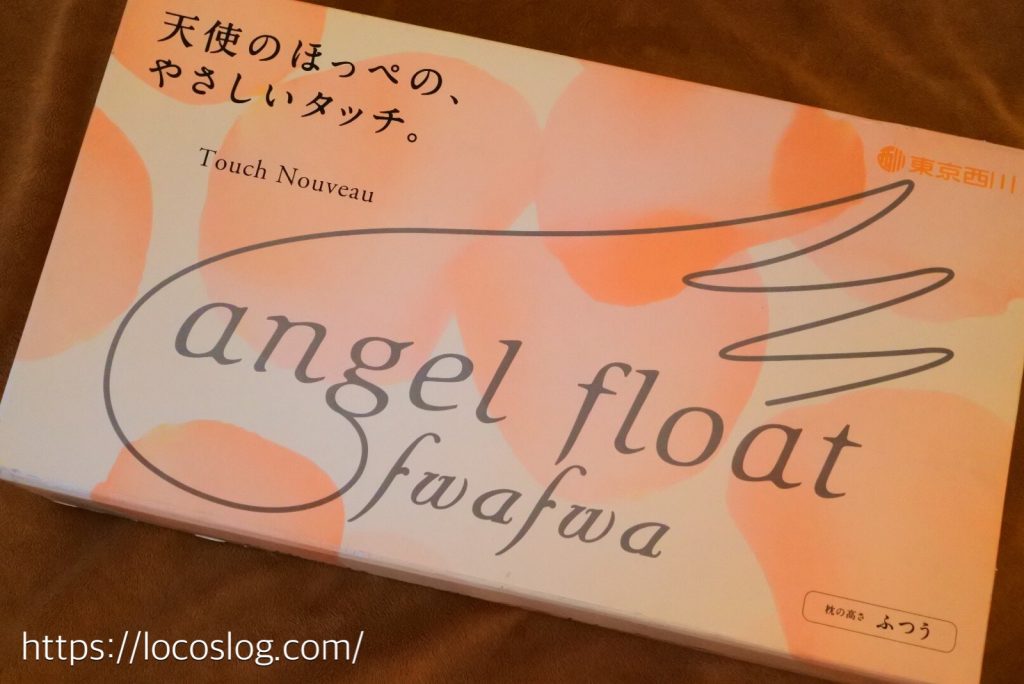 天使のほっぺの、
やさしいタッチ。
Touch Nouveau
東京西川
angel float
fwafwa
枕の高さ ふつう
https://locoslog.com/